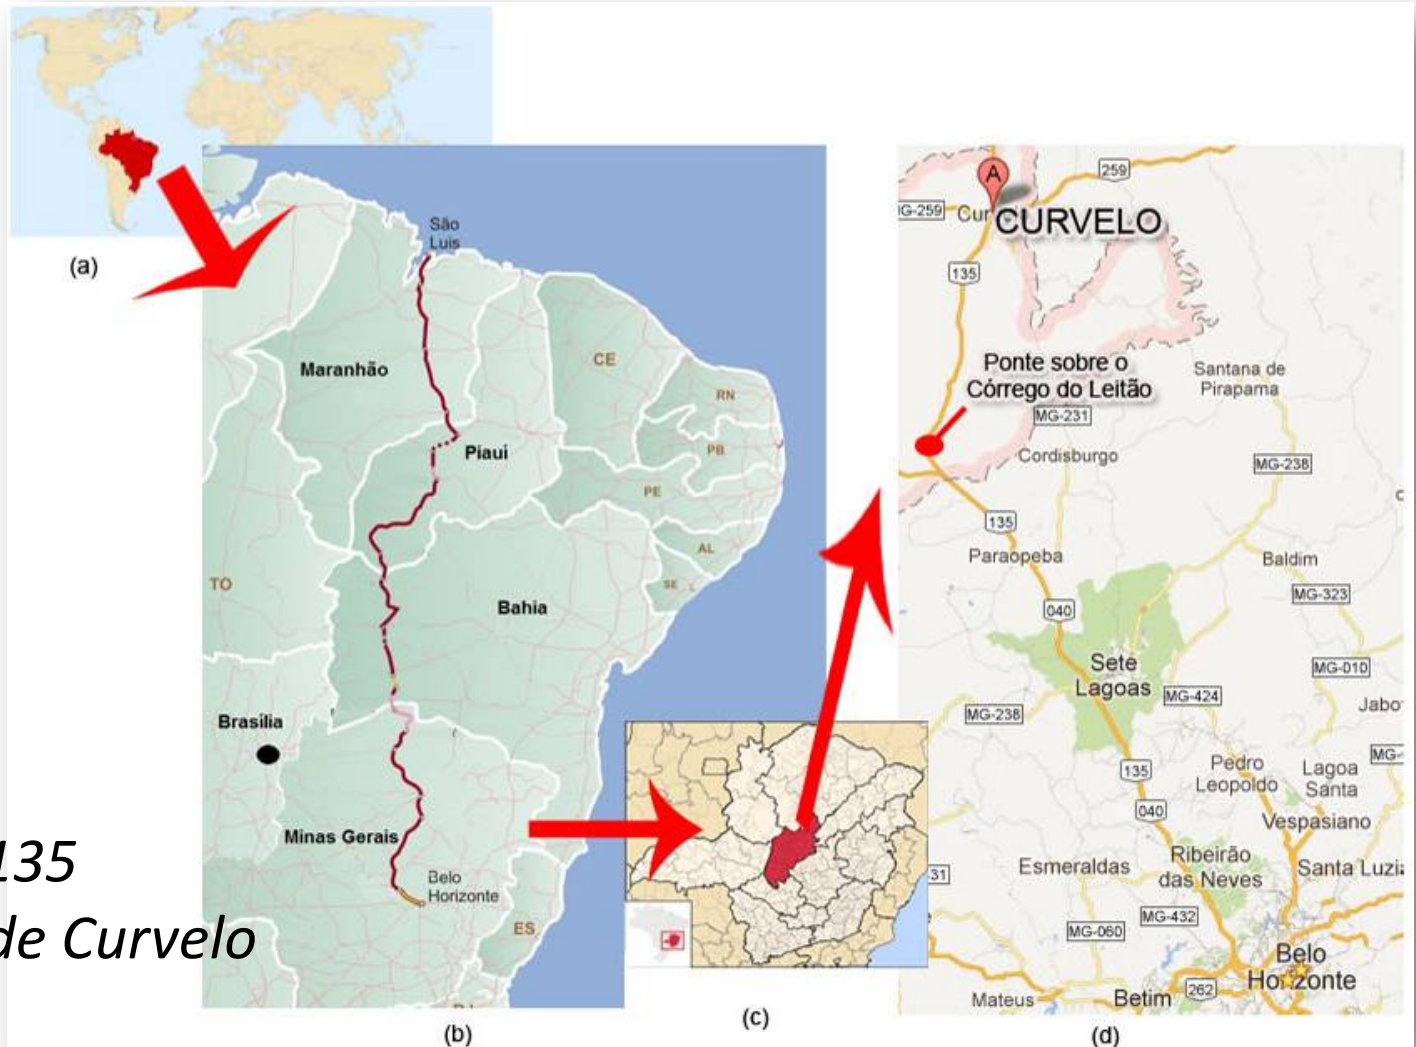 (a)
São
Luis
Maranhão
CE
RN
PB
Piauí
PE
AL
SE
TO
Bahia
Brasília
Minas Gerais
Belo
Horizonte
ES
135
de Curvelo
(b)
(c)
A
259
MG-259
CURVELO
135
Ponte sobre o
Córrego do Leitão
MG-231
Santana de
Pirapama
Cordisburgo
MG-238
135
Paraopeba
Baldim
040
MG-323
Sete
Lagoas
MG-010
MG-424
MG-238
135
Pedro
Leopoldo
Lagoa
Santa
040
Vespasiano
Esmeraldas
Ribeirão
das Neves
31
MG-432
MG-060
Belo
Horizonte
262
Mateus
Betim
(d)